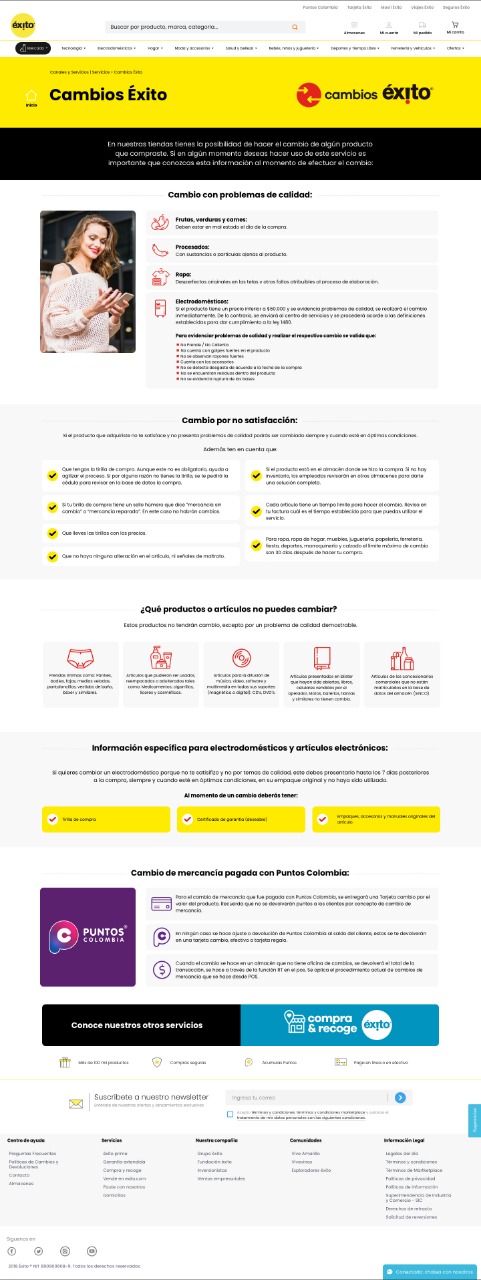 Puntos Colombia Tarjeta Éxito Móvil Éxito Viajes Éxito Seguros Éxito
éxito
Buscar por producto, marca, categoría...
Almacenes Mi cuenta Mi pedido Mi carrito
Mercado Tecnología Electrodomésticos Hogar Moda y accesorios Salud y belleza Bebés, niños y juguetería Deportes y Tiempo Libre Ferretería y Vehículos Ofertas
Canales y Servicios | Servicios > Cambios Éxito
Inicio
Cambios Éxito
cambios éxito
En nuestras tiendas tienes la posibilidad de hacer el cambio de algún producto
que compraste. Si en algún momento deseas hacer uso de este servicio es
importante que conozcas esta información al momento de efectuar el cambio:
Cambio con problemas de calidad:
Frutas, verduras y carnes:
Deben estar en mal estado el día de la compra.
Procesados:
Con sustancias o partículas ajenas al producto.
Ropa:
Desperfectos originales en las telas y otros fallos atribuibles al proceso de elaboración.
Electrodomésticos:
Si el producto tiene un precio inferior a $60.000 y se evidencia problemas de calidad, se realizará el cambio
inmediatamente. De lo contrario, se enviará al centro de servicios y se procederá acorde a las definiciones
establecidas para dar cumplimiento a la ley 1480.
Para evidenciar problemas de calidad y realizar el respectivo cambio se valida que:
No Prende / No Calienta
No cuenta con golpes fuertes en el producto
No se observan rayones fuertes
Cuenta con los accesorios
No se detecta desgaste de acuerdo a la fecha de la compra
No se encuentran residuos dentro del producto
No se evidencia ruptura de las bases
Cambio por no satisfacción:
Si el producto que adquiriste no te satisface y no presenta problemas de calidad podrás ser cambiado siempre y cuando esté en óptimas condiciones.
Además ten en cuenta que:
Que tengas la tirilla de compra. Aunque este no es obligatorio, ayuda a
agilizar el proceso. Si por alguna razón no tienes la tirilla, se te pedirá la
cédula para revisar en la base de datos la compra.
Si el producto está en el almacén donde se hizo la compra. Si no hay
inventario, los empleados revisarán en otros almacenes para darte
una solución completa.
Si tu tirilla de compra tiene un sello húmero que dice "mercancía sin
cambio" o "mercancía reparada". En este caso no habrán cambios.
Cada artículo tiene un tiempo límite para hacer el cambio. Revisa en
tu factura cuál es el tiempo establecido para que puedas utilizar el
servicio.
Que lleves las tirillas con los precios.
Que no haya ninguna alteración en el artículo, ni señales de maltrato.
Para ropa, ropa de hogar, muebles, juguetería, papelería, ferretería,
fiesta, deportes, marroquinería y calzado el límite máximo de cambio
son 30 días después de hacer tu compra.
¿Qué productos o artículos no puedes cambiar?
Estos productos no tendrán cambio, excepto por un problema de calidad demostrable.
Prendas íntimas como: Panties,
bodies, fajas, medias veladas
pantaloncillos, vestidos de baño,
bóxer y similares.
Artículos que pudieron ser usados,
reempacados o adulterados tales
como: Medicamentos, cigarrillos,
licores y cosméticos.
Artículos para la difusión de
música, video, software y
multimedia en todos sus soportes
(magnético o digital): CD's, DVD's.
Artículos presentados en blíster
que hayan sido abiertos, libros,
celulares vendidos por el
operador. Motos, baterías, llantas
y similares no tienen cambio.
Artículos de los concesionarios
comerciales que no están
matriculados en la línea de
datos del almacén (SINCO)
Información específica para electrodomésticos y artículos electrónicos:
Si quieres cambiar un electrodoméstico porque no te satisfizo y no por temas de calidad, este debes presentarlo hasta los 7 días posteriores
a la compra, siempre y cuando esté en óptimas condiciones, en su empaque original y no haya sido utilizado.
Al momento de un cambio deberás tener:
Tirilla de compra
Certificado de garantía (deseable)
Empaques, accesorios y manuales originales del
artículo
Cambio de mercancía pagada con Puntos Colombia:
PUNTOS
COLOMBIA
Para el cambio de mercancía que fue pagada con Puntos Colombia, se entregará una Tarjeta cambio por el
valor del producto. Recuerda que no se devolverán puntos a los clientes por concepto de cambio de
mercancía.
En ningún caso se hace ajuste o devolución de Puntos Colombia al saldo del cliente, estos se te devolverán
en una tarjeta cambio, efectivo o tarjeta regalo.
Cuando el cambio se hace en un almacén que no tiene oficina de cambios, se devolverá el total de la
transacción, se hace a través de la función 117 en el pos. Se aplica el procedimiento actual de cambios de
mercancía que se hace desde POS.
Conoce nuestros otros servicios
compra
& recoge éxito
Más de 100 mil productos Compras seguras Acumulas Puntos Paga en línea o en efectivo
Suscríbete a nuestro newsletter
Entérate de nuestras ofertas y lanzamientos exclusivos
Ingresa tu correo
Acepto Términos y condiciones, términos y condiciones marketplace y autorizo el
tratamiento de mis datos personales con las siguientes condiciones.
Sugerencias
Centro de ayuda
Preguntas frecuentes
Políticas de Cambios y
Devoluciones
Contacto
Almacenes
Servicios
Éxito prime
Garantía extendida
Compra y recoge
Vende en exito.com
Pauta con nosotros
Domicilios
Nuestra compañía
Grupo Éxito
Fundación Éxito
Inversionistas
Ventas empresariales
Comunidades
Vive Amarillo
Vivavinos
Exploradores Éxito
Información Legal
Legales del día
Términos y condiciones
Términos de Marketplace
Políticas de privacidad
Políticas de información
Superintendencia de Industria
y Comercio - SIC
Derechos de retracto
Solicitud de reversiones
Síguenos en
2018 Éxito • Nit 890900608-9. Todos los derechos reservados.
Conectado: chatea con nosotros